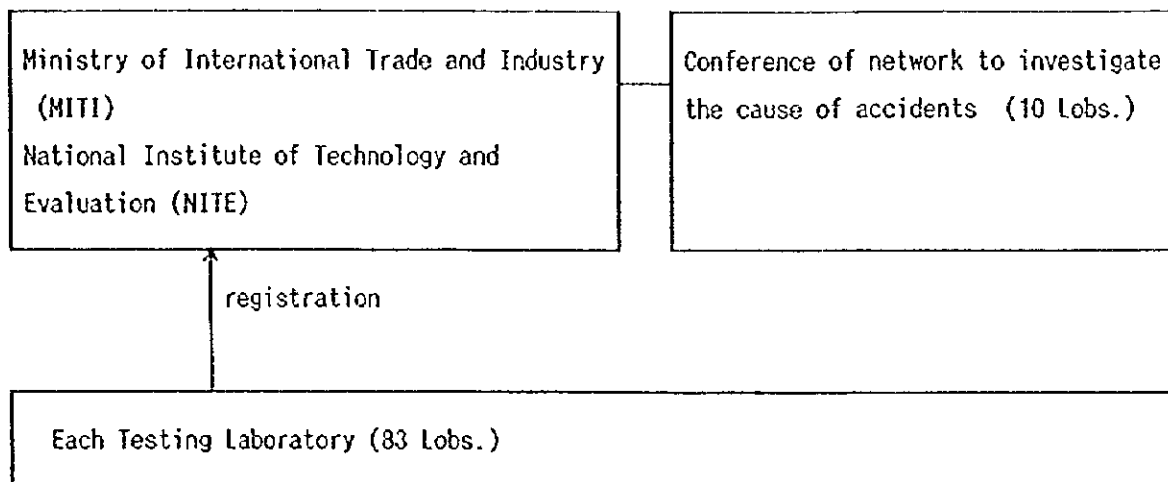 Ministry of International Trade and Industry
(MITI)
National Institute of Technology and
Evaluation (NITE)
Conference of network to investigate
the cause of accidents (10 Lobs.)
registration
Each Testing Laboratory (83 Lobs.)